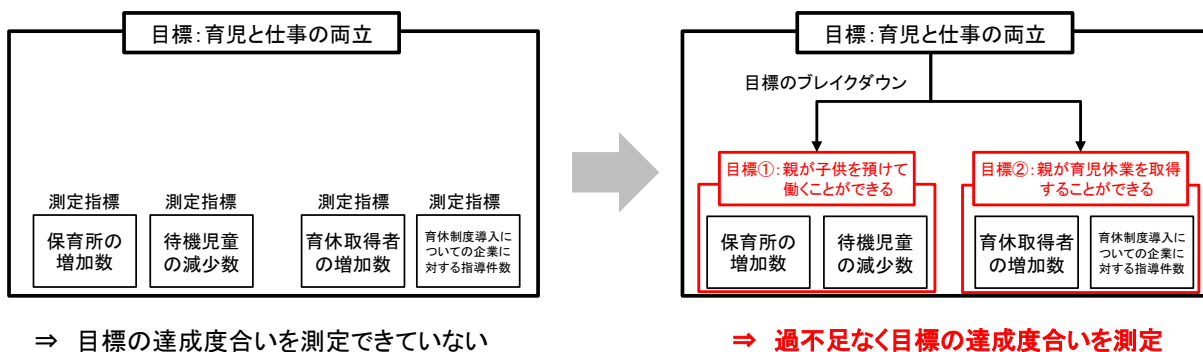 目標:育児と仕事の両立
測定指標
保育所の
増加数
測定指標
待機児童
の減少数
測定指標
育休取得者
の増加数
測定指標
育休制度導入に
ついての企業に
対する指導件数
⇒ 目標の達成度合いを測定できていない
目標:育児と仕事の両立
目標のブレイクダウン
目標①:親が子供を預けて
働くことができる
保育所の
増加数
待機児童
の減少数
目標②:親が育児休業を取得
することができる
育休取得者
の増加数
育休制度導入に
ついての企業に
対する指導件数
⇒ 過不足なく目標の達成度合いを測定